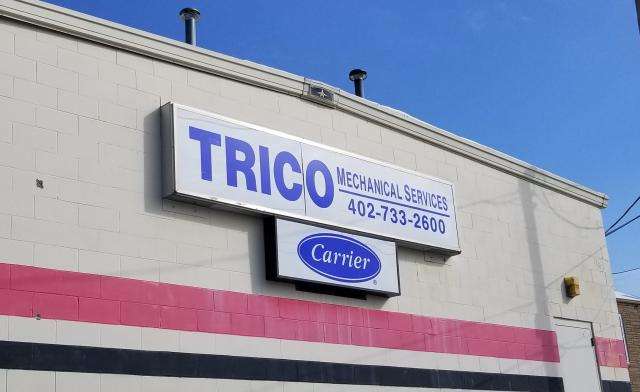 TRICO
MECHANICAL SERVICES
402-733-2600
Carrier
®